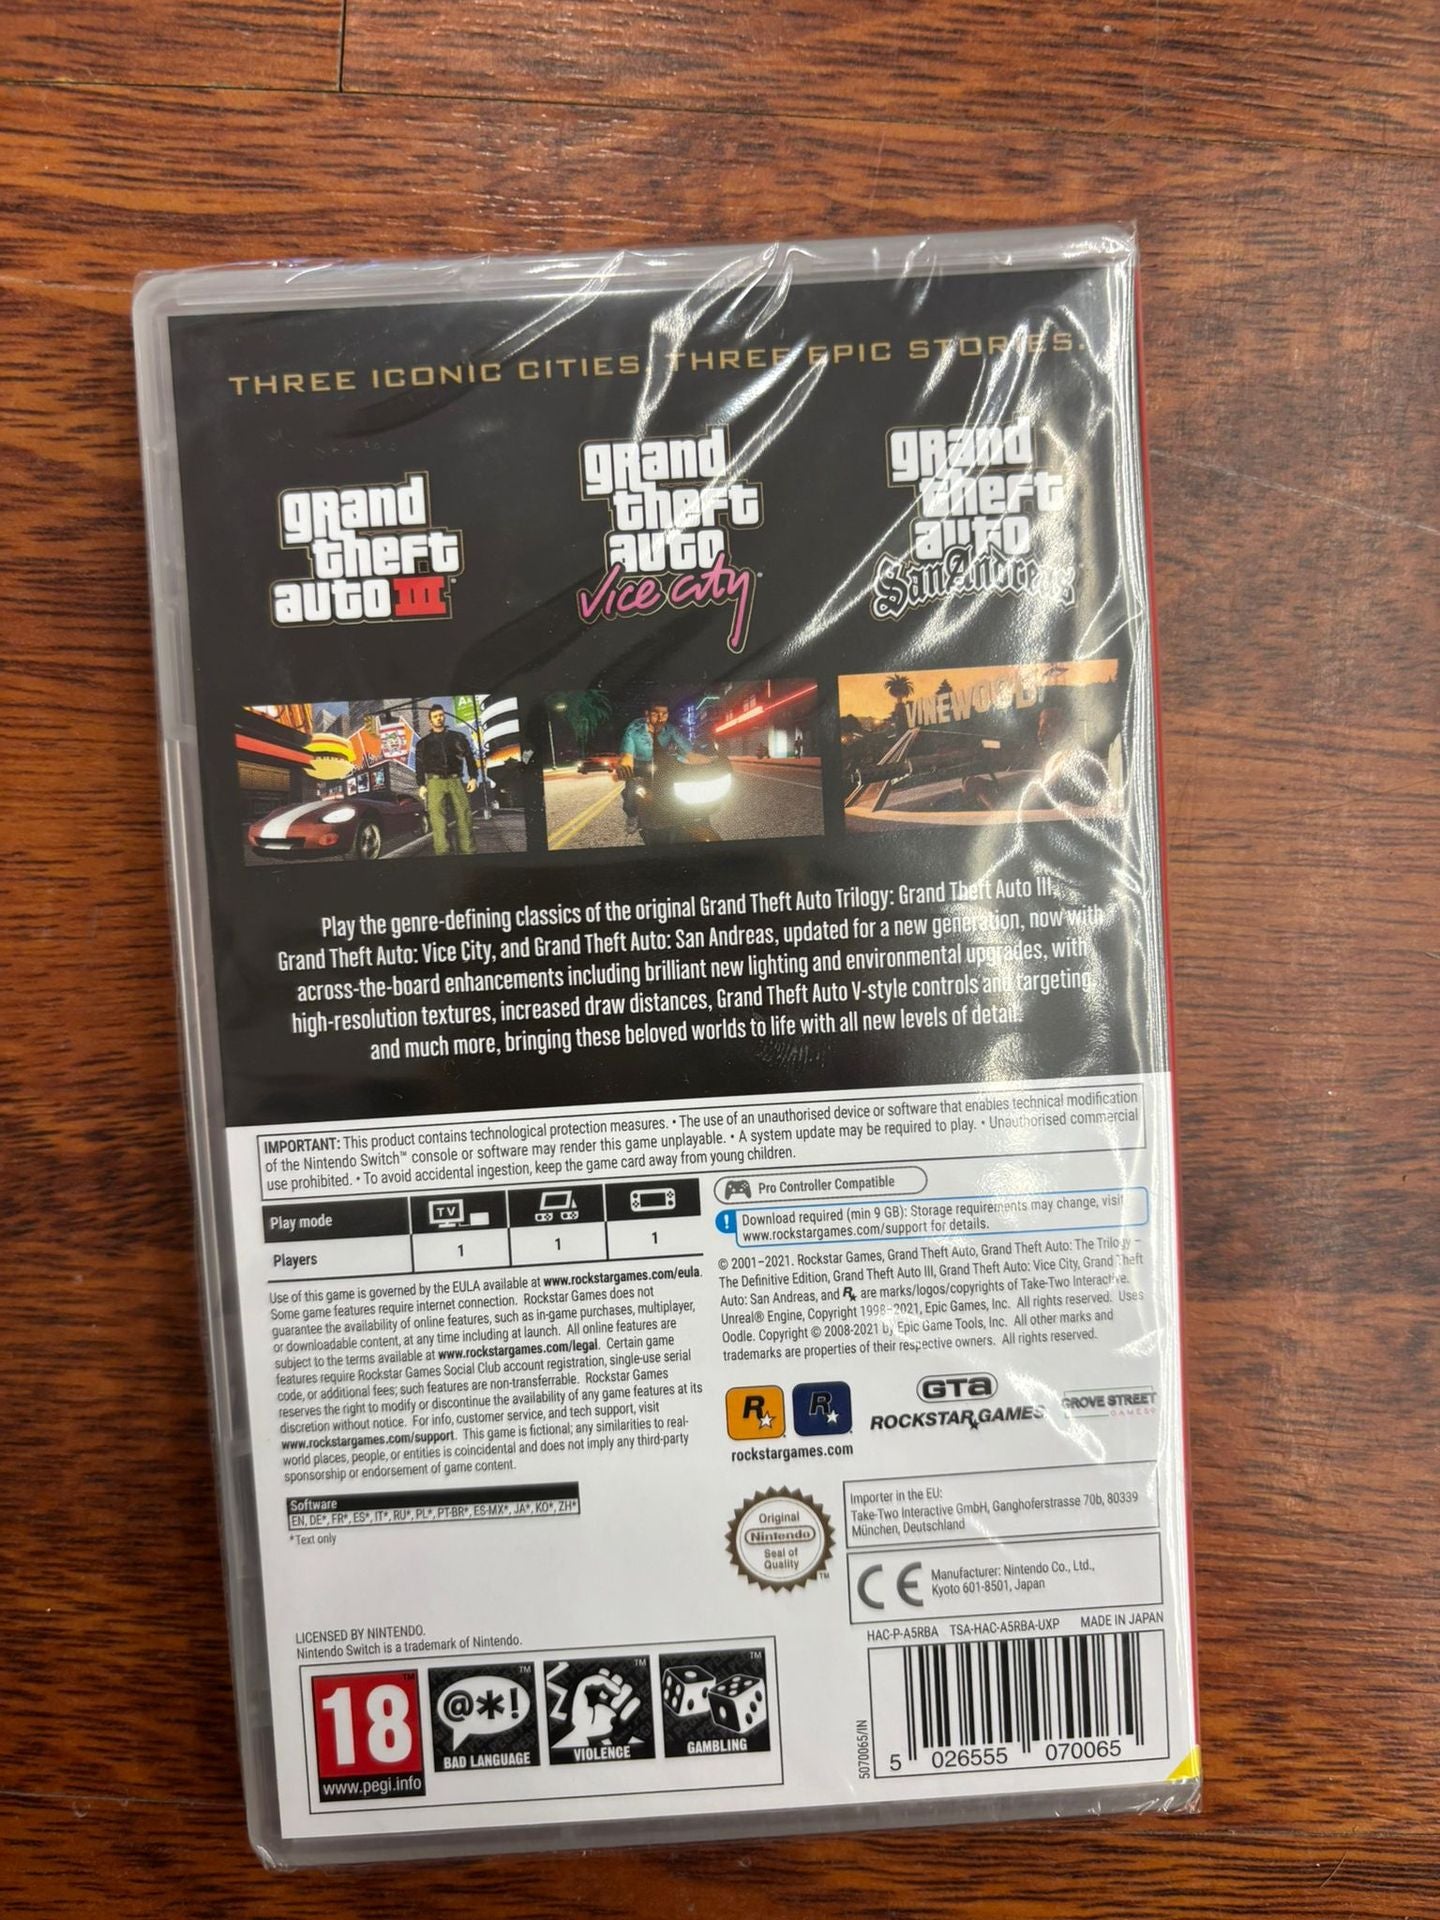 THREE ICONIC CITIES. THREE EPIC STORIES.
grand
theft
auto III
grand
theft
auto
Vice City
grand
theft
auto
San Andreas
VINEWOOD
Play the genre-defining classics of the original Grand Theft Auto Trilogy: Grand Theft Auto III,
Grand Theft Auto: Vice City, and Grand Theft Auto: San Andreas, updated for a new generation, now with
across-the-board enhancements including brilliant new lighting and environmental upgrades, with
high-resolution textures, increased draw distances, Grand Theft Auto V-style controls and targeting,
and much more, bringing these beloved worlds to life with all new levels of detail.
IMPORTANT: This product contains technological protection measures. • The use of an unauthorised device or software that enables technical modification
of the Nintendo Switch™ console or software may render this game unplayable. • A system update may be required to play. • Unauthorised commercial
use prohibited. • To avoid accidental ingestion, keep the game card away from young children.
Play mode
TV
Players
1
1
1
Pro Controller Compatible
! Download required (min 9 GB): Storage requirements may change, visit
www.rockstargames.com/support for details.
Use of this game is governed by the EULA available at www.rockstargames.com/eula.
Some game features require internet connection. Rockstar Games does not
guarantee the availability of online features, such as in-game purchases, multiplayer,
or downloadable content, at any time including at launch. All online features are
subject to the terms available at www.rockstargames.com/legal. Certain game
features require Rockstar Games Social Club account registration, single-use serial
code, or additional fees; such features are non-transferrable. Rockstar Games
reserves the right to modify or discontinue the availability of any game features at its
discretion without notice. For info, customer service, and tech support, visit
www.rockstargames.com/support. This game is fictional; any similarities to real-
world places, people, or entities is coincidental and does not imply any third-party
sponsorship or endorsement of game content.
© 2001–2021. Rockstar Games, Grand Theft Auto, Grand Theft Auto: The Trilogy –
The Definitive Edition, Grand Theft Auto III, Grand Theft Auto: Vice City, Grand Theft
Auto: San Andreas, and R★ are marks/logos/copyrights of Take-Two Interactive.
Unreal® Engine, Copyright 1998–2021, Epic Games, Inc. All rights reserved. Uses
Oodle. Copyright © 2008-2021 by Epic Game Tools, Inc. All other marks and
trademarks are properties of their respective owners. All rights reserved.
R★ R★
rockstargames.com
GTA
ROCKSTAR GAMES
GROVE STREET
GAMES
Software
EN, DE*, FR*, ES*, IT*, RU*, PL*, PT-BR*, ES-MX*, JA*, KO*, ZH*
*Text only
Original
Nintendo
Seal of
Quality
TM
Importer in the EU:
Take-Two Interactive GmbH, Ganghoferstrasse 70b, 80339
München, Deutschland
CE
Manufacturer: Nintendo Co., Ltd.,
Kyoto 601-8501, Japan
HAC-P-A5RBA TSA-HAC-A5RBA-UXP MADE IN JAPAN
LICENSED BY NINTENDO.
Nintendo Switch is a trademark of Nintendo.
18
www.pegi.info
@*!
BAD LANGUAGE
VIOLENCE
GAMBLING
5070065/IN
5 026555 070065